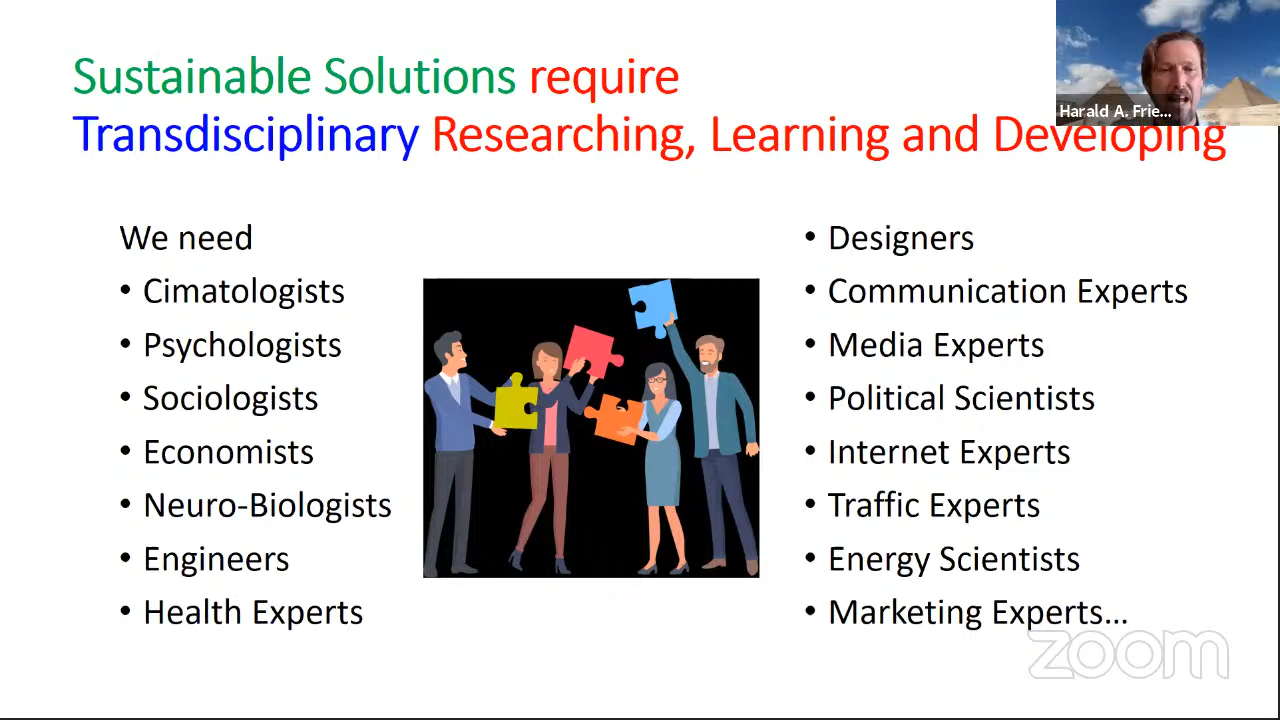 Sustainable Solutions require
Transdisciplinary Researching, Learning and Developing
Harald A. Frie...
We need
• Cimatologists
• Psychologists
• Sociologists
• Economists
• Neuro-Biologists
• Engineers
• Health Experts
• Designers
• Communication Experts
• Media Experts
• Political Scientists
• Internet Experts
• Traffic Experts
• Energy Scientists
• Marketing Experts…
zoom